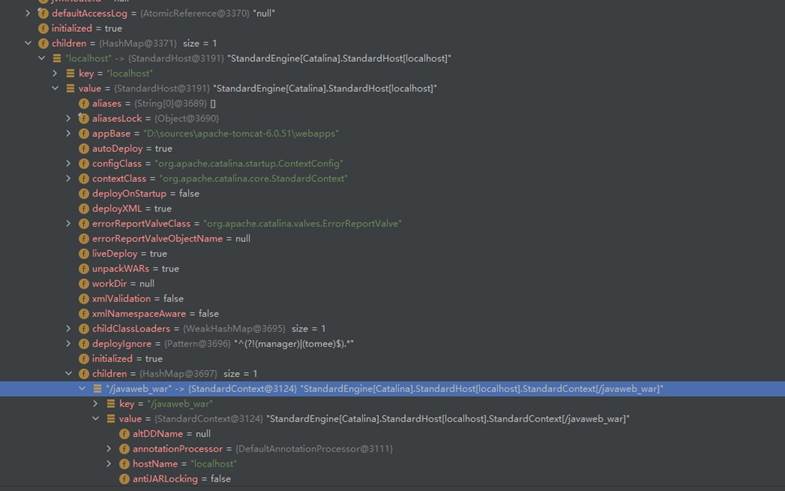 defaultAccessLog = {AtomicReference@3370} "null"
initialized = true
children = {HashMap@3371} size = 1
"localhost" -> {StandardHost@3191} "StandardEngine[Catalina].StandardHost[localhost]"
key = "localhost"
value = {StandardHost@3191} "StandardEngine[Catalina].StandardHost[localhost]"
aliases = {String[0]@3689} []
aliasesLock = {Object@3690}
appBase = "D:\sources\apache-tomcat-6.0.51\webapps"
autoDeploy = true
configClass = "org.apache.catalina.startup.ContextConfig"
contextClass = "org.apache.catalina.core.StandardContext"
deployOnStartup = false
deployXML = true
errorReportValveClass = "org.apache.catalina.valves.ErrorReportValve"
errorReportValveObjectName = null
liveDeploy = true
unpackWARs = true
workDir = null
xmlValidation = false
xmlNamespaceAware = false
childClassLoaders = {WeakHashMap@3695} size = 1
deployIgnore = {Pattern@3696} "^(?!(manager)|(tomee)$).*"
initialized = true
children = {HashMap@3697} size = 1
"/javaweb_war" -> {StandardContext@3124} "StandardEngine[Catalina].StandardHost[localhost].StandardContext[/javaweb_war]"
key = "/javaweb_war"
value = {StandardContext@3124} "StandardEngine[Catalina].StandardHost[localhost].StandardContext[/javaweb_war]"
altDDName = null
annotationProcessor = {DefaultAnnotationProcessor@3111}
hostName = "localhost"
antiJARLocking = false